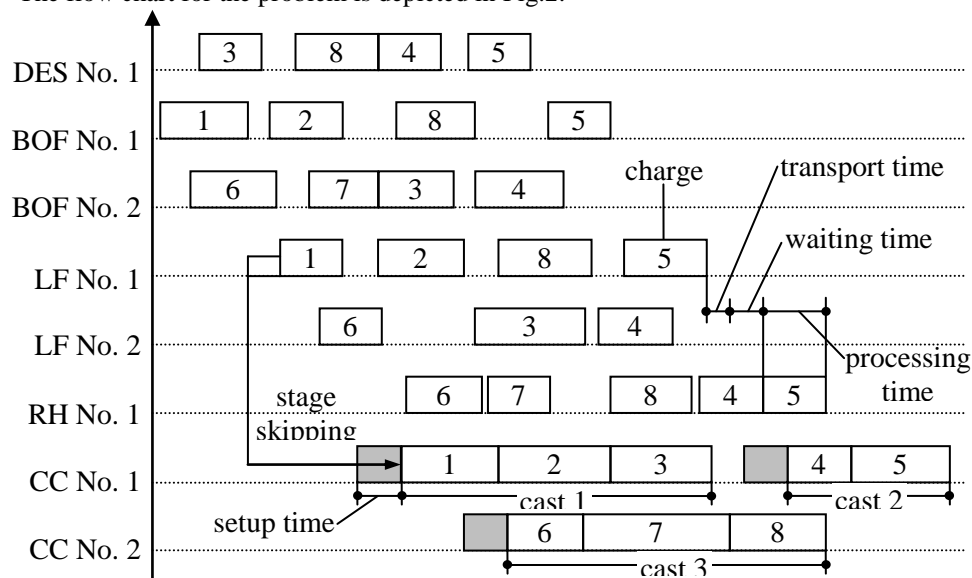 The flow chart for the problem is depicted in Fig.2.
DES No. 1
3 8 4 5
BOF No. 1
1 2 8 5
BOF No. 2
6 7 3 4
charge
transport time
waiting time
LF No. 1
1 2 8 5
LF No. 2
6 3 4
processing
time
RH No. 1
6 7 8 4 5
stage
skipping
CC No. 1
1 2 3 4 5
setup time
cast 1
cast 2
CC No. 2
6 7 8
cast 3